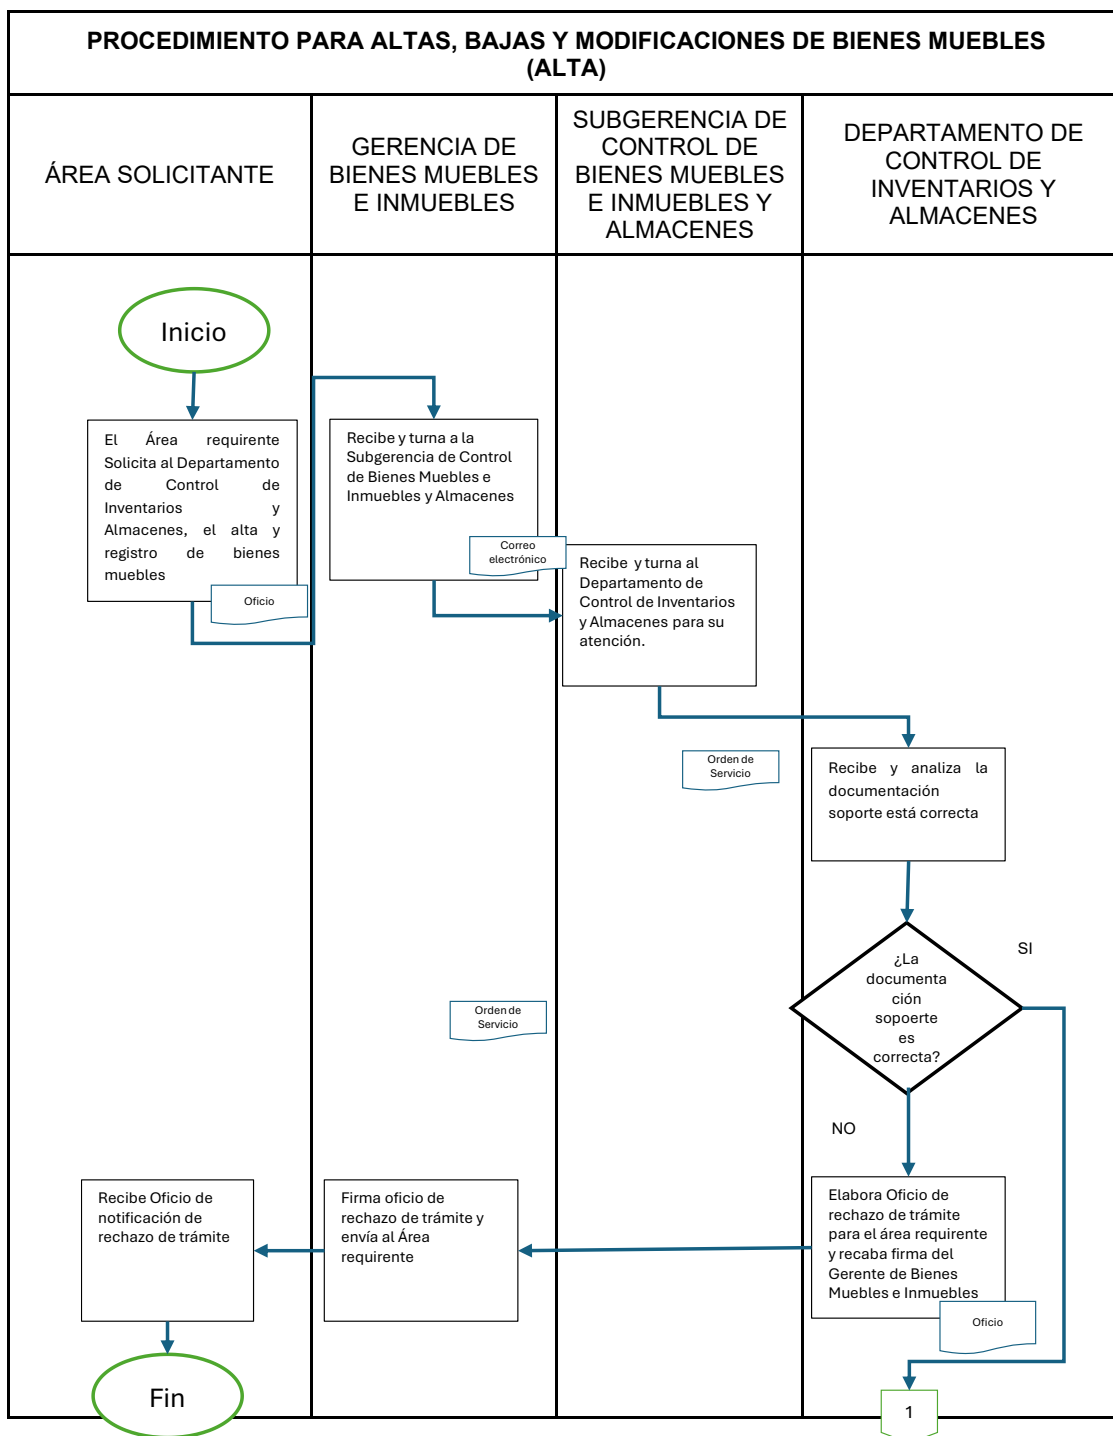 PROCEDIMIENTO PARA ALTAS, BAJAS Y MODIFICACIONES DE BIENES MUEBLES
(ALTA)
ÁREA SOLICITANTE
GERENCIA DE
BIENES MUEBLES
E INMUEBLES
SUBGERENCIA DE
CONTROL DE
BIENES MUEBLES
E INMUEBLES Y
ALMACENES
DEPARTAMENTO DE
CONTROL DE
INVENTARIOS Y
ALMACENES
Inicio
El Área requirente
Solicita al Departamento
de Control de
Inventarios y
Almacenes, el alta y
registro de bienes
muebles
Oficio
Recibe y turna a la
Subgerencia de Control
de Bienes Muebles e
Inmuebles y Almacenes
Correo
electrónico
Recibe y turna al
Departamento de
Control de Inventarios
y Almacenes para su
atención.
Orden de
Servicio
Recibe y analiza la
documentación
soporte está correcta
¿La
documenta
ción
sopoerte
es
correcta?
SI
Orden de
Servicio
NO
Elabora Oficio de
rechazo de trámite
para el área requirente
y recaba firma del
Gerente de Bienes
Muebles e Inmuebles
Oficio
Firma oficio de
rechazo de trámite y
envía al Área
requirente
Recibe Oficio de
notificación de
rechazo de trámite
Fin
1